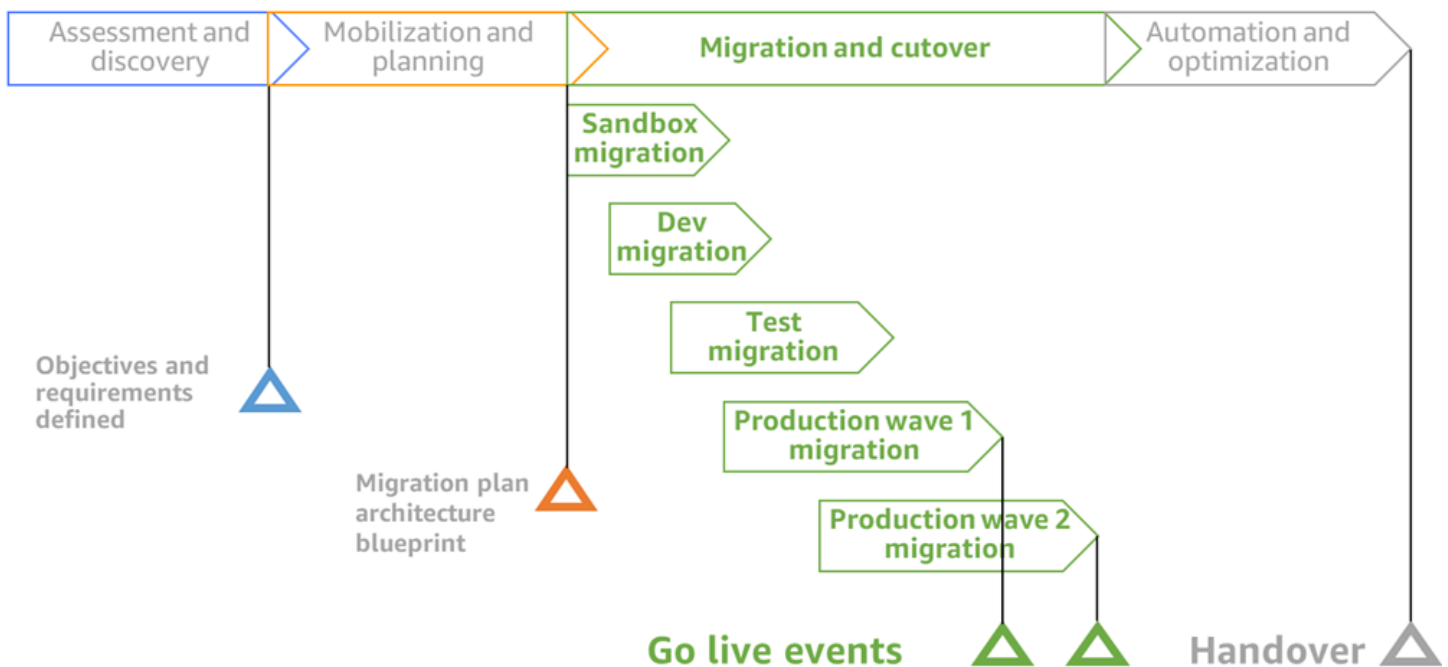 Assessment and
discovery
Mobilization and
planning
Migration and cutover
Automation and
optimization
Sandbox
migration
Dev
migration
Test
migration
Objectives and
requirements
defined
Production wave 1
migration
Migration plan
architecture
blueprint
Production wave 2
migration
Go live events
Handover